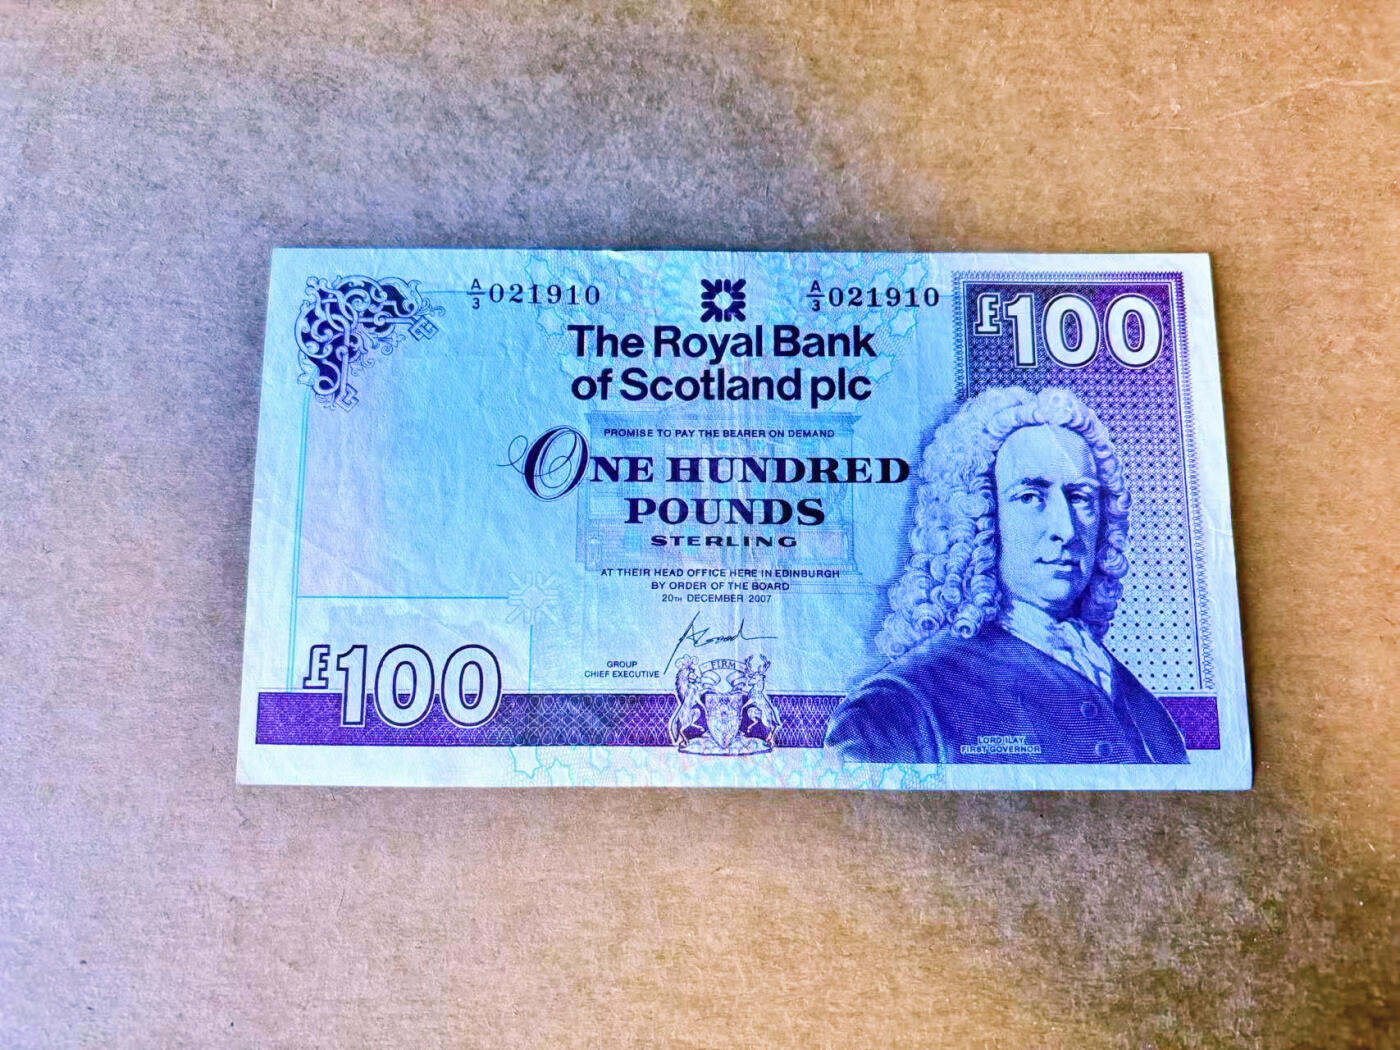 A/3 021910
A/3 021910
£100
The Royal Bank
of Scotland plc
PROMISE TO PAY THE BEARER ON DEMAND
ONE HUNDRED
POUNDS
STERLING
AT THEIR HEAD OFFICE HERE IN EDINBURGH
BY ORDER OF THE BOARD
20TH DECEMBER 2007
GROUP
CHIEF EXECUTIVE
FIRM
£100
LORD ILAY
FIRST GOVERNOR